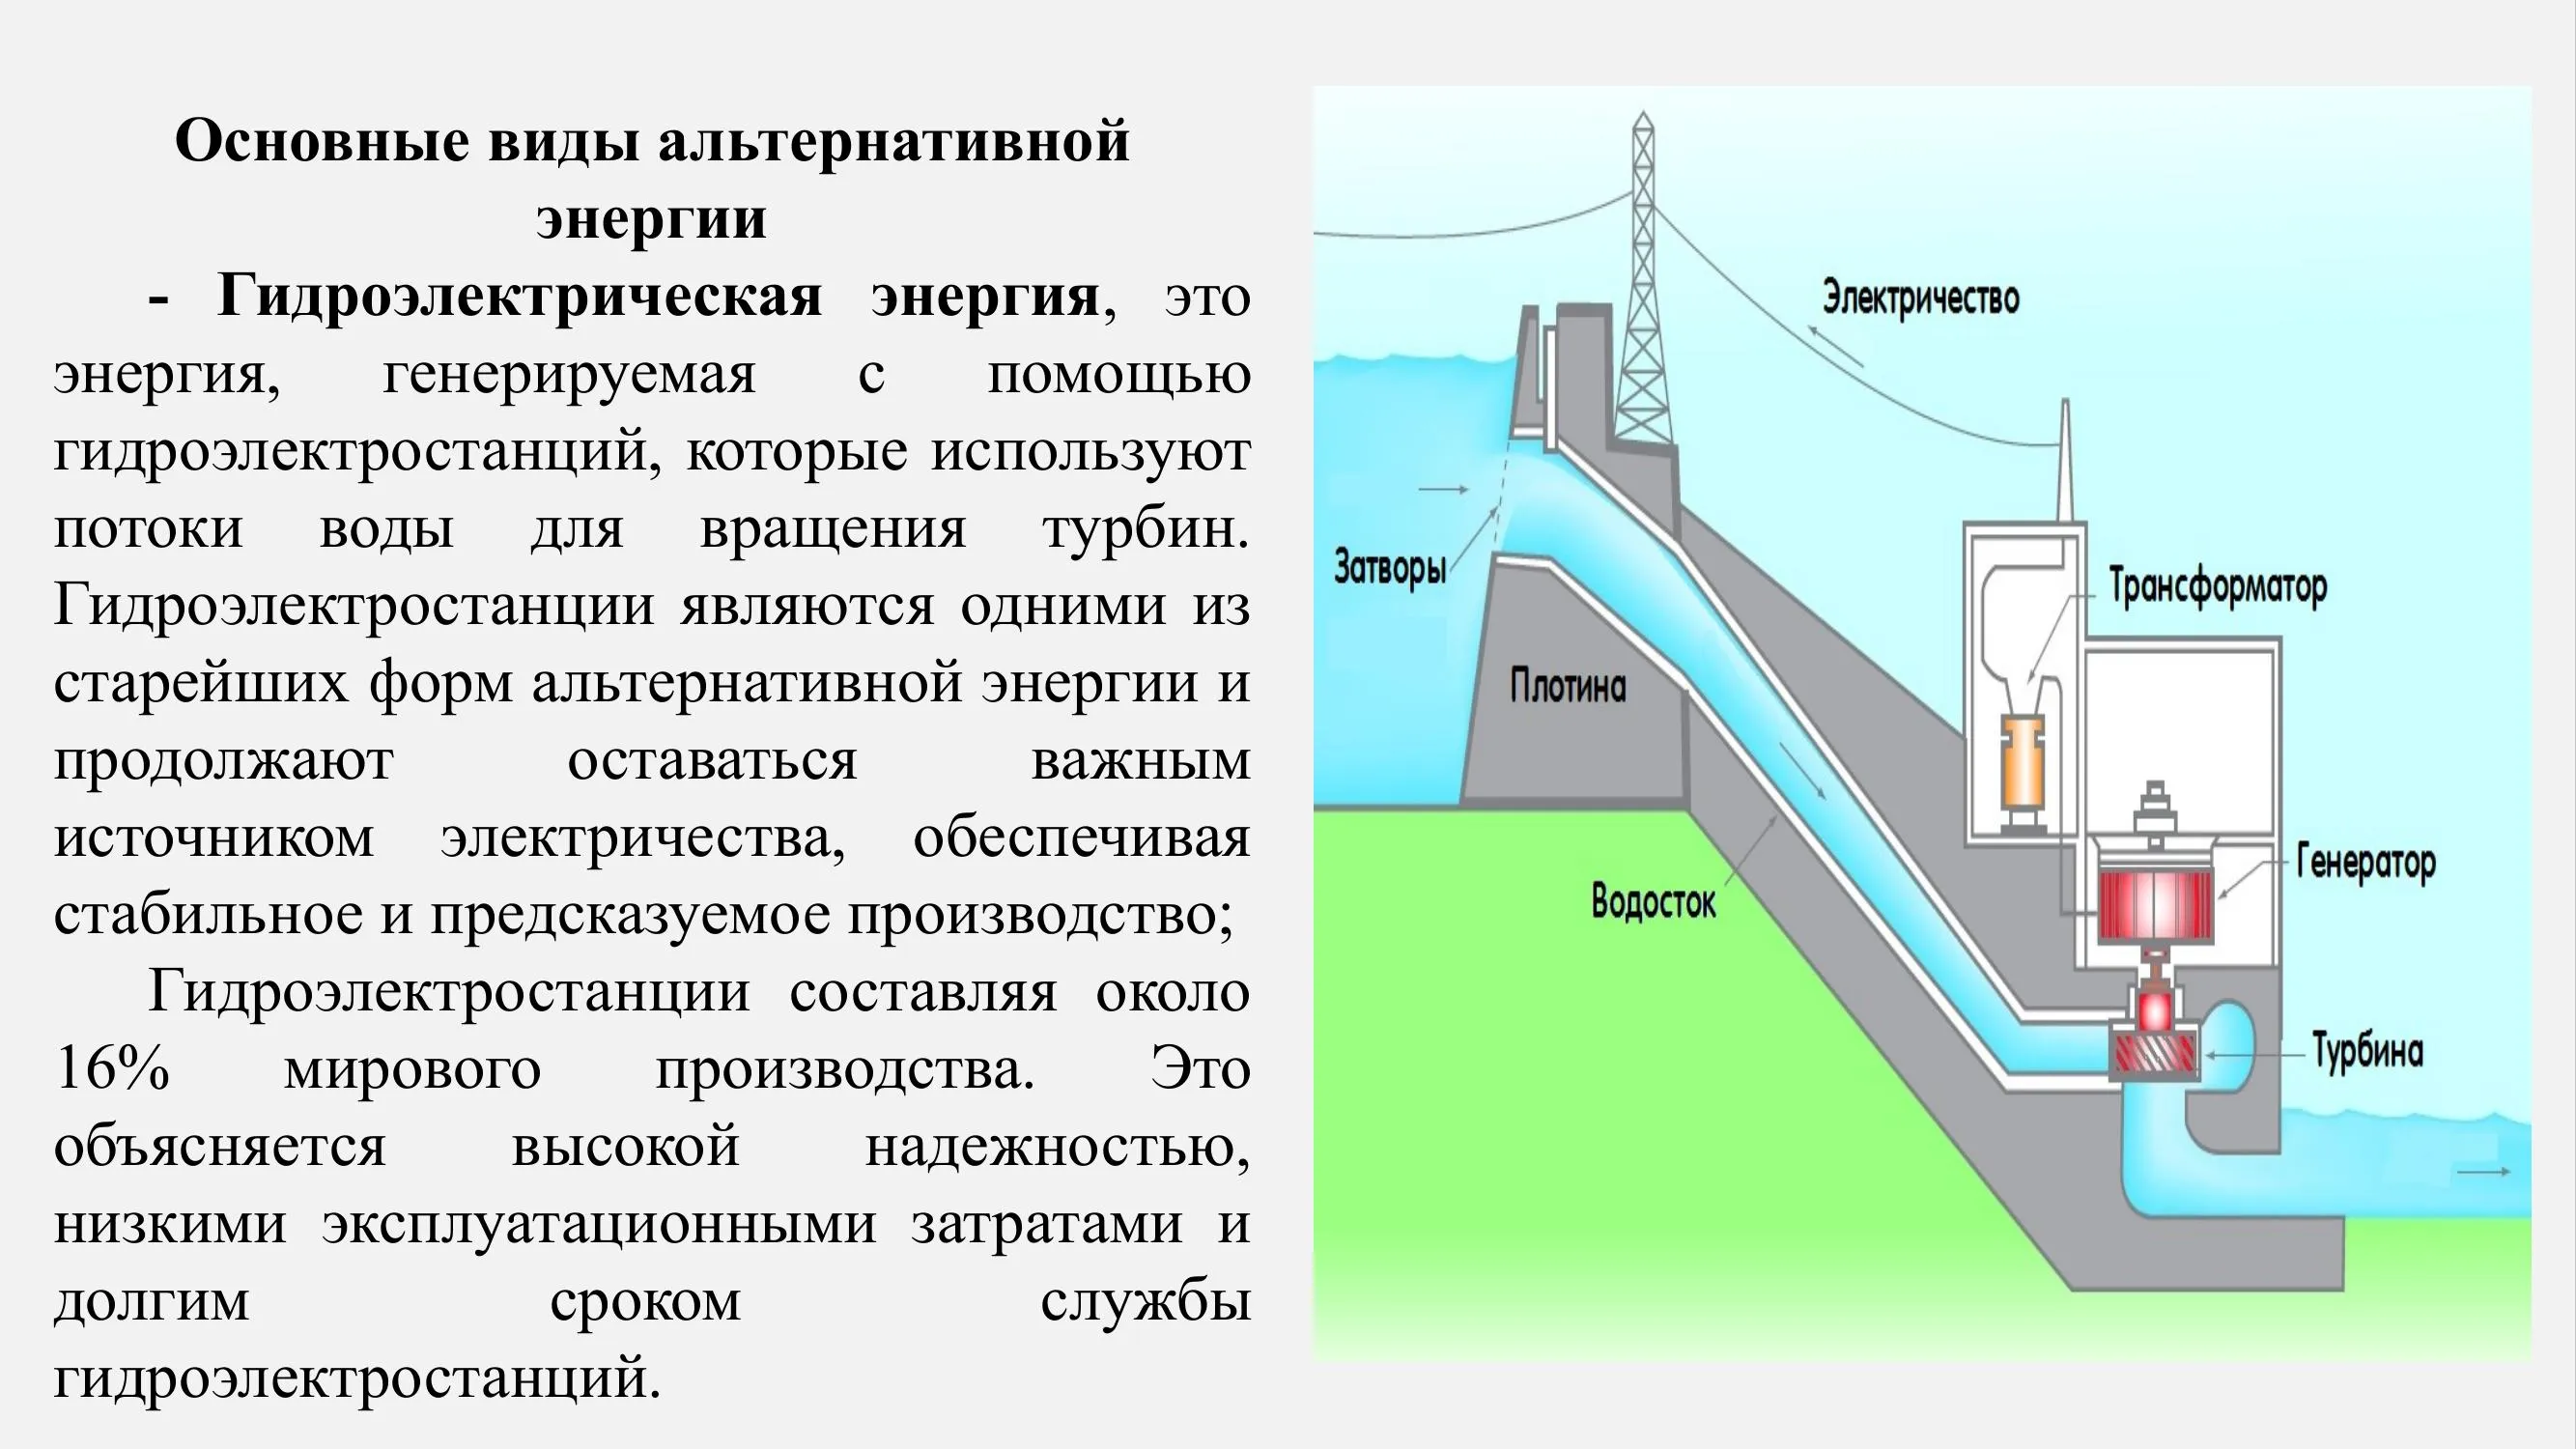 Основные виды альтернативной
энергии
- Гидроэлектрическая энергия, это
энергия, генерируемая с помощью
гидроэлектростанций, которые используют
потоки воды для вращения турбин.
Гидроэлектростанции являются одними из
старейших форм альтернативной энергии и
продолжают оставаться важным
источником электричества, обеспечивая
стабильное и предсказуемое производство;
Гидроэлектростанции составляя около
16% мирового производства. Это
объясняется высокой надежностью,
низкими эксплуатационными затратами и
долгим сроком службы
гидроэлектростанций.
Электричество
Затворы
Трансформатор
Плотина
Генератор
Водосток
Турбина